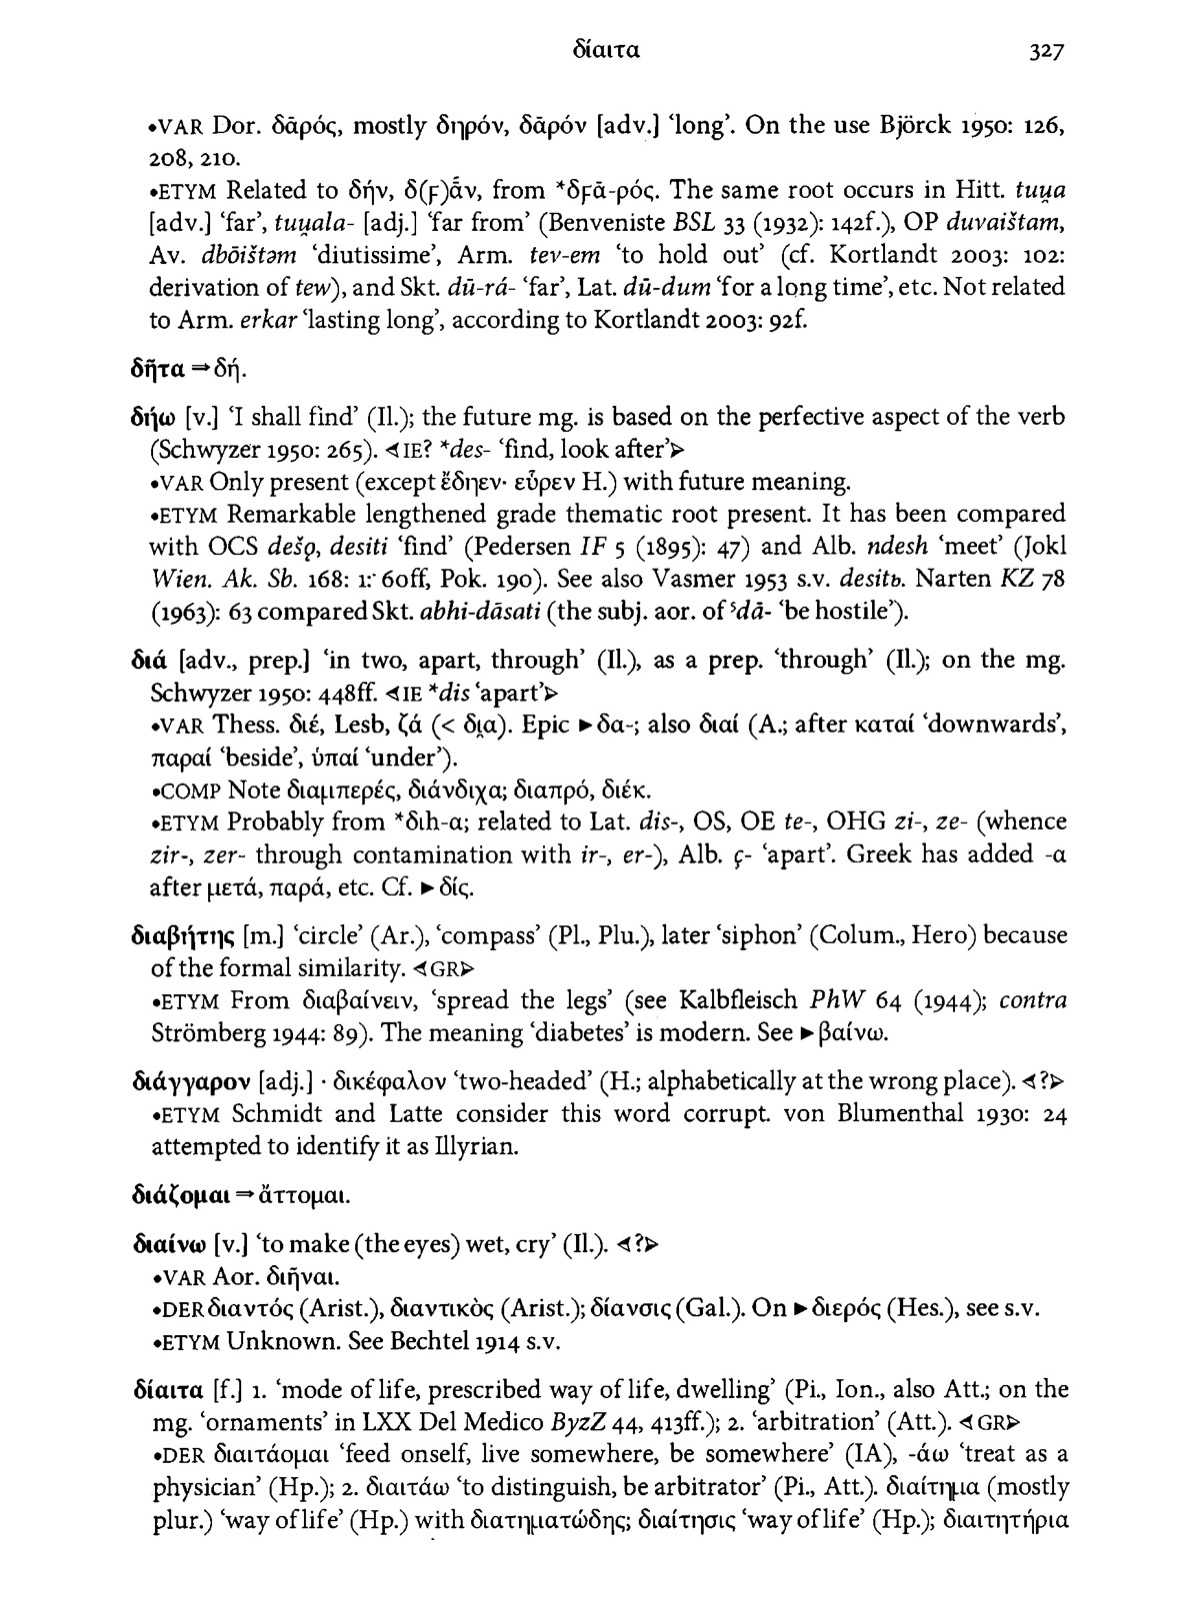 δίαιτα 327
•VAR Dor. δᾱρός, mostly δηρόν, δᾱρόν [adv.] ‘long’. On the use Björck 1950: 126,
208, 210.
•ETYM Related to δήν, δ(ϝ)ᾱ́ν, from *δϝᾱ-ρός. The same root occurs in Hitt. tuu̯a
[adv.] ‘far’, tuu̯ala- [adj.] ‘far from’ (Benveniste BSL 33 (1932): 142f.), OP duvaištam,
Av. dbōištəm ‘diutissime’, Arm. tev-em ‘to hold out’ (cf. Kortlandt 2003: 102:
derivation of tew), and Skt. dū-rá- ‘far’, Lat. dū-dum ‘for a long time’, etc. Not related
to Arm. erkar ‘lasting long’, according to Kortlandt 2003: 92f.
δῆτα ⇒ δή.
δήω [v.] ‘I shall find’ (Il.); the future mg. is based on the perfective aspect of the verb
(Schwyzer 1950: 265). ⋖IE? *des- ‘find, look after’⋗
•VAR Only present (except ἔδηεν· εὗρεν H.) with future meaning.
•ETYM Remarkable lengthened grade thematic root present. It has been compared
with OCS dešǫ, desiti ‘find’ (Pedersen IF 5 (1895): 47) and Alb. ndesh ‘meet’ (Jokl
Wien. Ak. Sb. 168: 1: 60ff, Pok. 190). See also Vasmer 1953 s.v. desitь. Narten KZ 78
(1963): 63 compared Skt. abhi-dāsati (the subj. aor. of ⁵dā- ‘be hostile’).
διά [adv., prep.] ‘in two, apart, through’ (Il.), as a prep. ‘through’ (Il.); on the mg.
Schwyzer 1950: 448ff. ⋖IE *dis ‘apart’⋗
•VAR Thess. διέ, Lesb, ζά (< δι̯α). Epic ►δα-; also διαί (A.; after καταί ‘downwards’,
παραί ‘beside’, ὑπαί ‘under’).
•COMP Note διαμπερές, διάνδιχα; διαπρό, διέκ.
•ETYM Probably from *διh-α; related to Lat. dis-, OS, OE te-, OHG zi-, ze- (whence
zir-, zer- through contamination with ir-, er-), Alb. ç- ‘apart’. Greek has added -α
after μετά, παρά, etc. Cf. ►δίς.
διαβήτης [m.] ‘circle’ (Ar.), ‘compass’ (Pl., Plu.), later ‘siphon’ (Colum., Hero) because
of the formal similarity. ⋖GR⋗
•ETYM From διαβαίνειν, ‘spread the legs’ (see Kalbfleisch PhW 64 (1944); contra
Strömberg 1944: 89). The meaning ‘diabetes’ is modern. See ►βαίνω.
διάγγαρον [adj.] · δικέφαλον ‘two-headed’ (H.; alphabetically at the wrong place). ⋖?⋗
•ETYM Schmidt and Latte consider this word corrupt. von Blumenthal 1930: 24
attempted to identify it as Illyrian.
διάζομαι ⇒ ἄττομαι.
διαίνω [v.] ‘to make (the eyes) wet, cry’ (Il.). ⋖?⋗
•VAR Aor. διῆναι.
•DER διαντός (Arist.), διαντικὸς (Arist.); δίανσις (Gal.). On ►διερός (Hes.), see s.v.
•ETYM Unknown. See Bechtel 1914 s.v.
δίαιτα [f.] 1. ‘mode of life, prescribed way of life, dwelling’ (Pi., Ion., also Att.; on the
mg. ‘ornaments’ in LXX Del Medico ByzZ 44, 413ff.); 2. ‘arbitration’ (Att.). ⋖GR⋗
•DER διαιτάομαι ‘feed onself, live somewhere, be somewhere’ (IA), -άω ‘treat as a
physician’ (Hp.); 2. διαιτάω ‘to distinguish, be arbitrator’ (Pi., Att.). διαίτημα (mostly
plur.) ‘way of life’ (Hp.) with διατηματώδης; διαίτησις ‘way of life’ (Hp.); διαιτητήρια